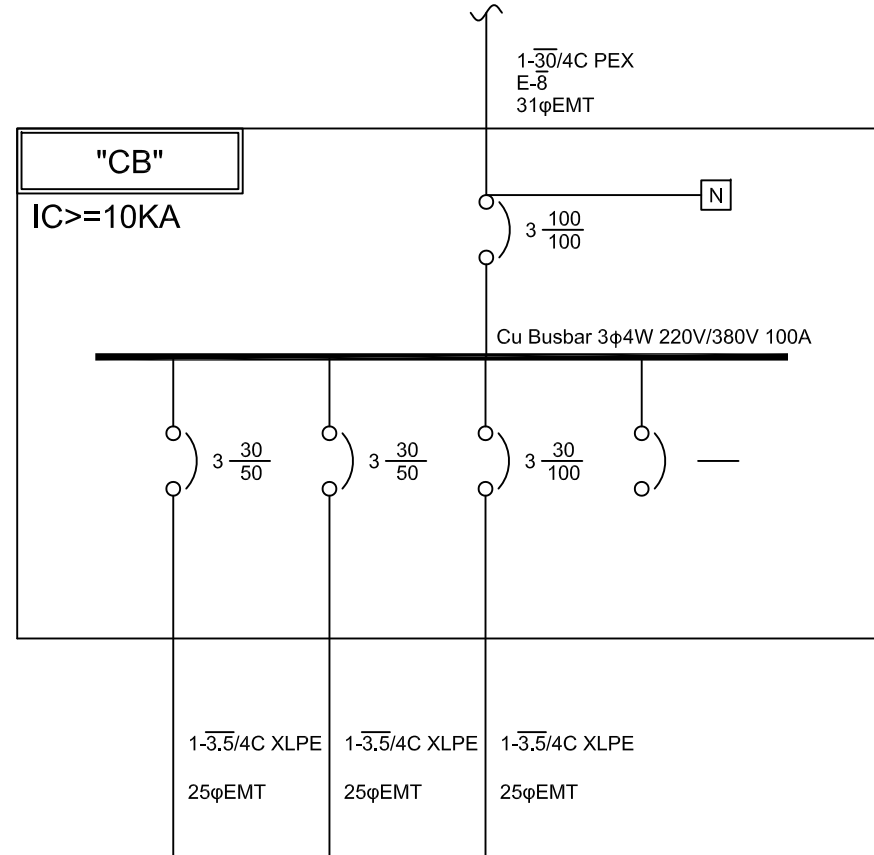 1-3̅0̅/4C PEX
E-8̅
31φEMT
"CB"
IC>=10KA
N
3 100/100
Cu Busbar 3ϕ4W 220V/380V 100A
3 30/50
3 30/50
3 30/100
1-3̅.̅5̅/4C XLPE
1-3̅.̅5̅/4C XLPE
1-3̅.̅5̅/4C XLPE
25φEMT
25φEMT
25φEMT